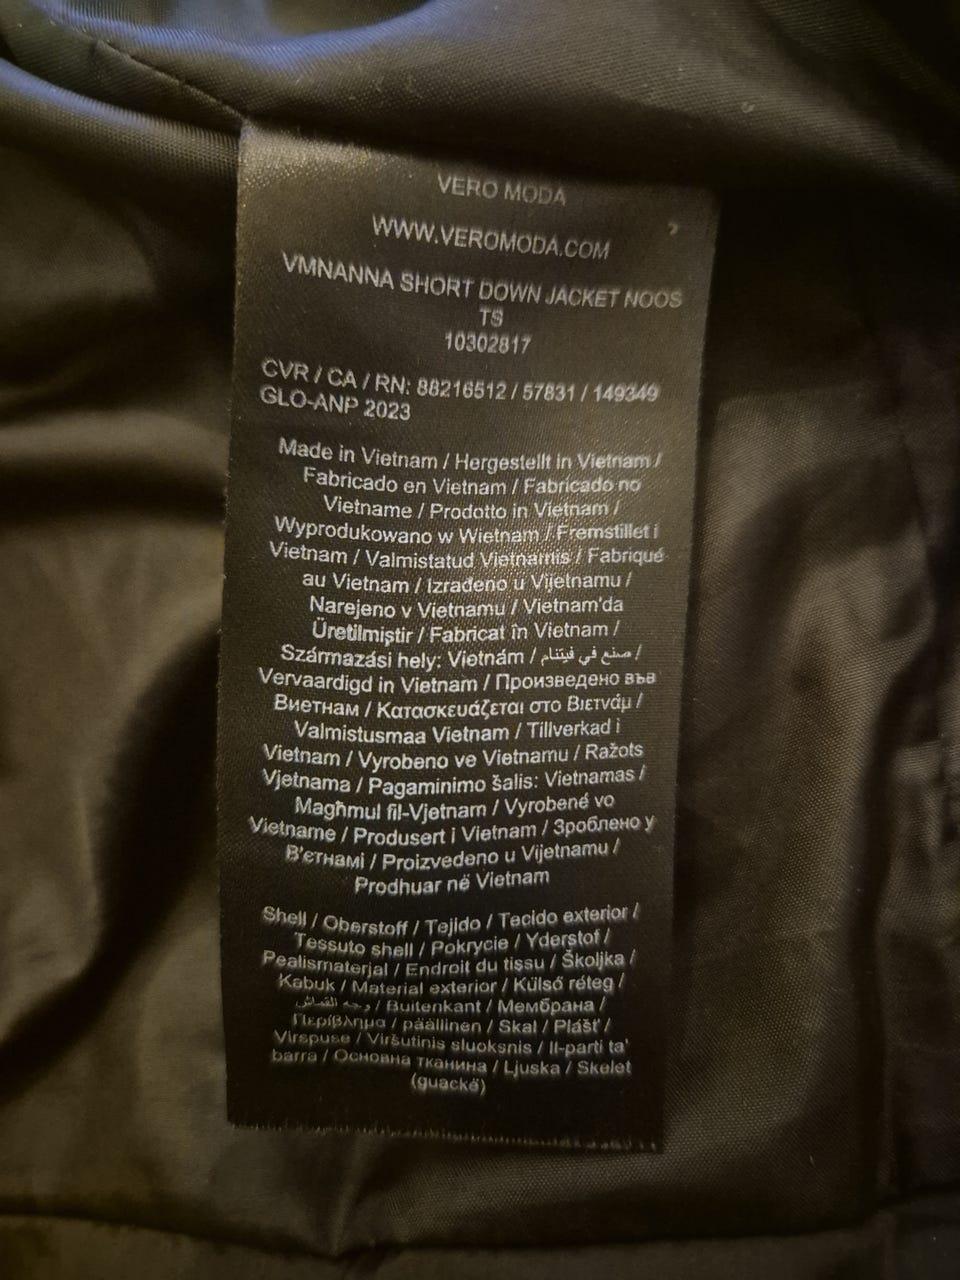 VERO MODA
WWW.VEROMODA.COM
VMNANNA SHORT DOWN JACKET NOOS
TS
10302817
CVR / CA / RN: 88216512 / 57831 / 149349
GLO-ANP 2023
Made in Vietnam / Hergestellt in Vietnam /
Fabricado en Vietnam / Fabricado no
Vietname / Prodotto in Vietnam /
Wyprodukowano w Wietnam / Fremstillet i
Vietnam / Valmistatud Vietnamis / Fabriqué
au Vietnam / Izrađeno u Vijetnamu /
Narejeno v Vietnamu / Vietnam'da
Üretilmiştir / Fabricat în Vietnam /
Származási hely: Vietnám / صنع في فيتنام /
Vervaardigd in Vietnam / Произведено във
Виетнам / Κατασκευάζεται στο Βιετνάμ /
Valmistusmaa Vietnam / Tillverkad i
Vietnam / Vyrobeno ve Vietnamu / Ražots
Vjetnama / Pagaminimo šalis: Vietnamas /
Magħmul fil-Vjetnam / Vyrobené vo
Vietname / Produsert i Vietnam / Зроблено у
В'єтнамі / Proizvedeno u Vijetnamu /
Prodhuar në Vietnam
Shell / Oberstoff / Tejido / Tecido exterior /
Tessuto shell / Pokrycie / Yderstof /
Pealismaterjal / Endroit du tissu / Školjka /
Kabuk / Material exterior / Külső réteg /
وجه القماش / Buitenkant / Мембрана /
Περίβλημα / päällinen / Skal / Plášť /
Virspuse / Viršutinis sluoksnis / Il-parti ta'
barra / Основна тканина / Ljuska / Skelet
(guackë)